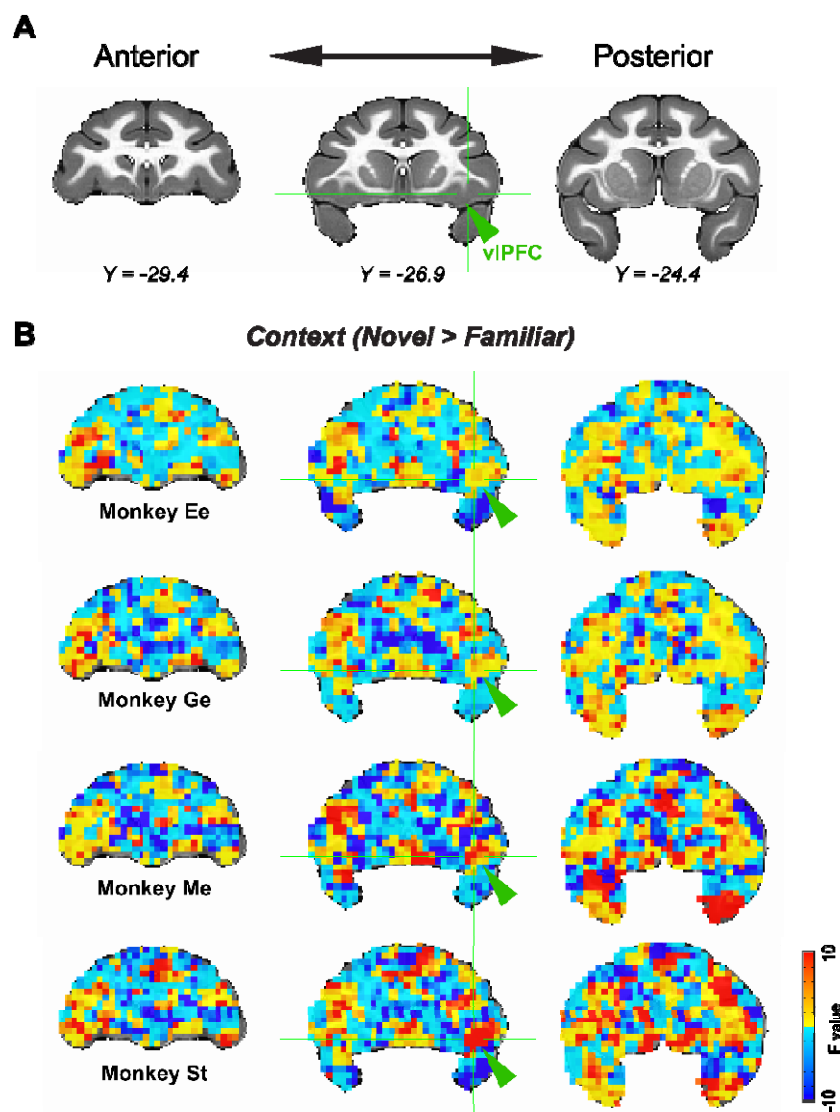 A
Anterior
Posterior
vlPFC
Y = -29.4
Y = -26.9
Y = -24.4
B
Context (Novel > Familiar)
Monkey Ee
Monkey Ge
Monkey Me
Monkey St
10
F value
-10